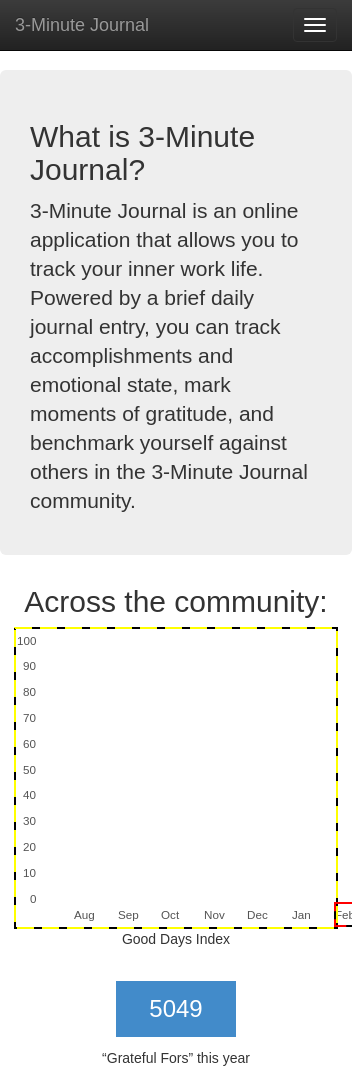 3-Minute Journal
What is 3-Minute
Journal?
3-Minute Journal is an online
application that allows you to
track your inner work life.
Powered by a brief daily
journal entry, you can track
accomplishments and
emotional state, mark
moments of gratitude, and
benchmark yourself against
others in the 3-Minute Journal
community.
Across the community:
100
90
80
70
60
50
40
30
20
10
0
Aug Sep Oct Nov Dec Jan Feb
Good Days Index
5049
“Grateful Fors” this year